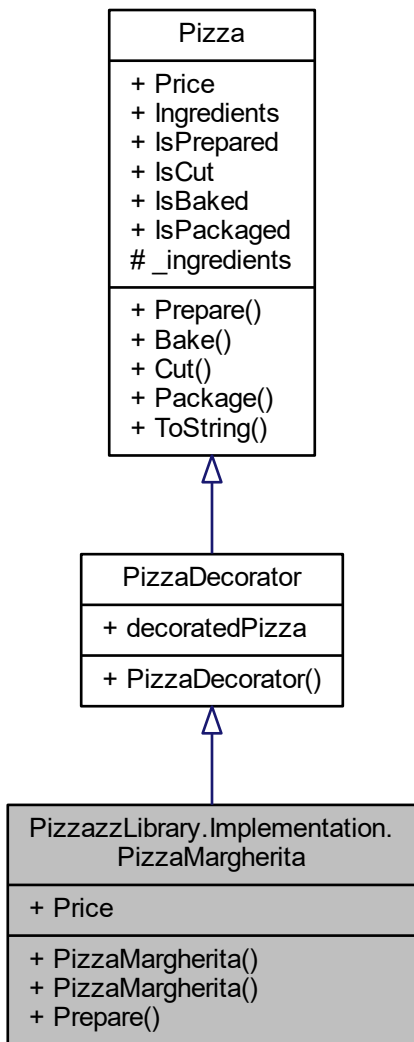 Pizza
+ Price
+ Ingredients
+ IsPrepared
+ IsCut
+ IsBaked
+ IsPackaged
# _ingredients
+ Prepare()
+ Bake()
+ Cut()
+ Package()
+ ToString()
PizzaDecorator
+ decoratedPizza
+ PizzaDecorator()
PizzazzLibrary.Implementation.
PizzaMargherita
+ Price
+ PizzaMargherita()
+ PizzaMargherita()
+ Prepare()